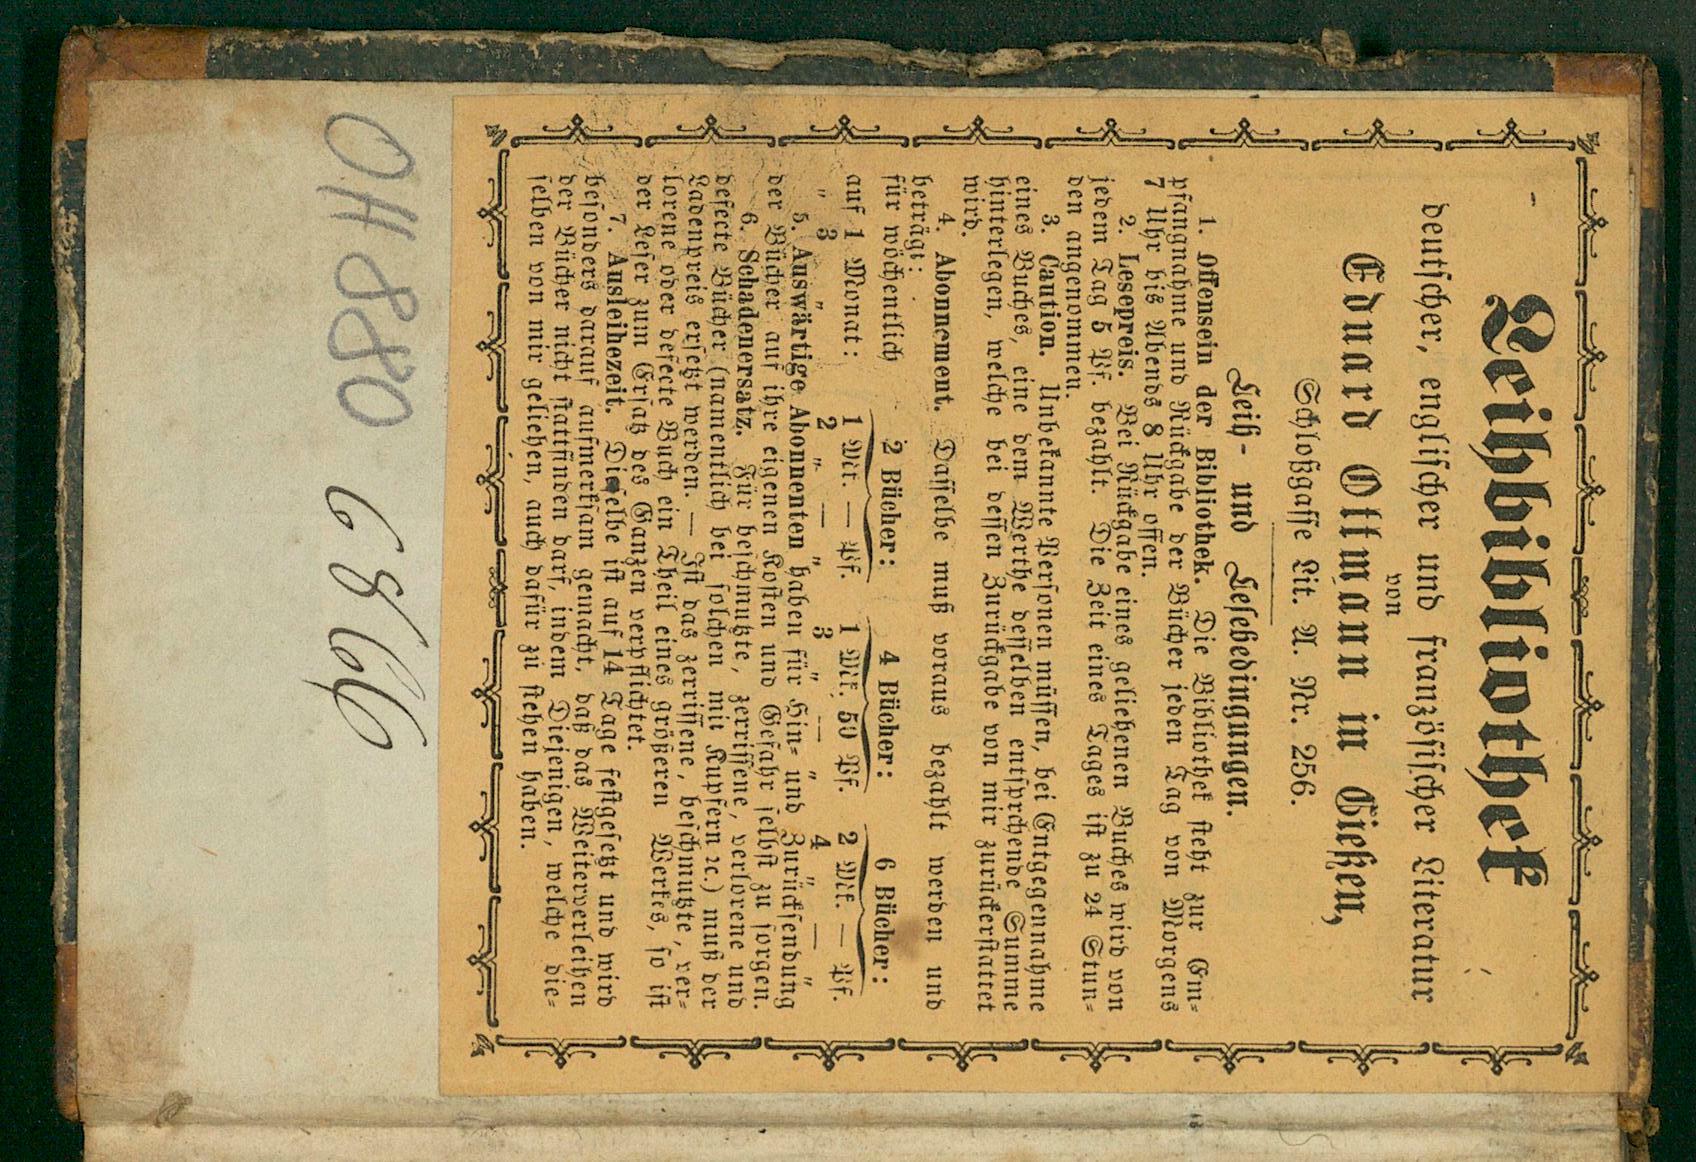 Leihbibliothek
deutscher, englischer und französischer Literatur
von
Eduard Ottmann in Gießen,
Schloßgasse Lit. A. Nr. 256.
Leih- und Lesebedingungen.
1. Offensein der Bibliothek. Die Bibliothek steht zur Em-
pfangnahme und Rückgabe der Bücher jeden Tag von Morgens
7 Uhr bis Abends 8 Uhr offen.
2. Lesepreis. Bei Rückgabe eines geliehenen Buches wird von
jedem Tag 5 Pf. bezahlt. Die Zeit eines Tages ist zu 24 Stun-
den angenommen.
3. Caution. Unbekannte Personen müssen, bei Entgegennahme
eines Buches, eine dem Werthe desselben entsprchende Summe
hinterlegen, welche bei dessen Zurückgabe von mir zurückerstattet
wird.
4. Abonnement. Dasselbe muß voraus bezahlt werden und
beträgt:
für wöchentlich 2 Bücher: 4 Bücher: 6 Bücher:
auf 1 Monat: 1 Mk. — Pf. 1 Mk. 50 Pf. 2 Mk. — Pf.
" 3 " 2 " — " 3 " — " 4 " — "
5. Auswärtige Abonnenten haben für Hin- und Zurücksendung
der Bücher auf ihre eigenen Kosten und Gefahr selbst zu sorgen.
6. Schadenersatz. Für beschmutzte, zerrissene, verlorene und
defecte Bücher (namentlich bei solchen mit Kupfern ꝛc.) muß der
Ladenpreis ersetzt werden. — Ist das zerrissene, beschmutzte, ver-
lorene oder defecte Buch ein Theil eines größeren Werkes, so ist
der Leser zum Ersatz des Ganzen verpflichtet.
7. Ausleihezeit. Dieselbe ist auf 14 Tage festgesetzt und wird
besonders darauf aufmerksam gemacht, daß das Weiterverleihen
der Bücher nicht stattfinden darf, indem Diejenigen, welche die-
selben von mir geliehen, auch dafür zu stehen haben.